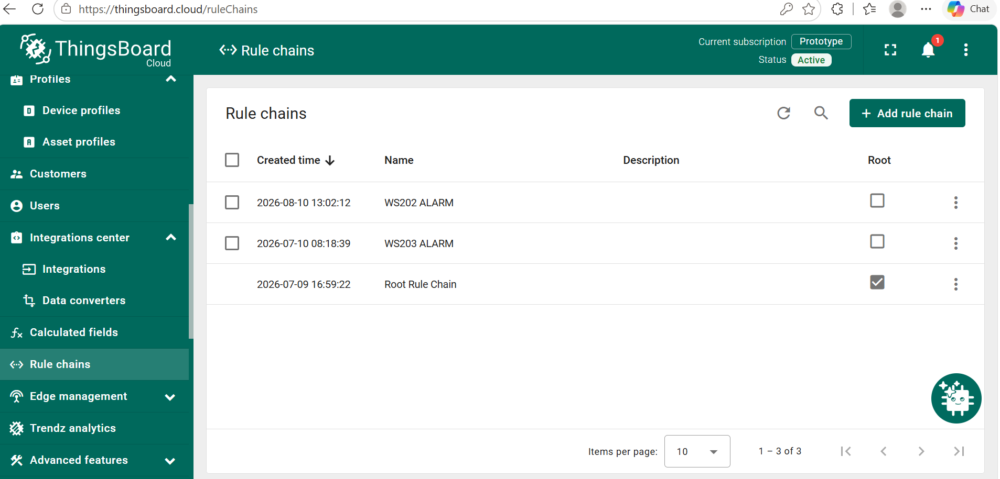 https://thingsboard.cloud/ruleChains
Chat
ThingsBoard
Cloud
Rule chains
Current subscription Prototype
Status Active
1
Profiles
Device profiles
Asset profiles
Customers
Users
Integrations center
Integrations
Data converters
Calculated fields
Rule chains
Edge management
Trendz analytics
Advanced features
Rule chains
+ Add rule chain
Created time Name Description Root
2026-08-10 13:02:12 WS202 ALARM
2026-07-10 08:18:39 WS203 ALARM
2026-07-09 16:59:22 Root Rule Chain
Items per page: 10 1 – 3 of 3